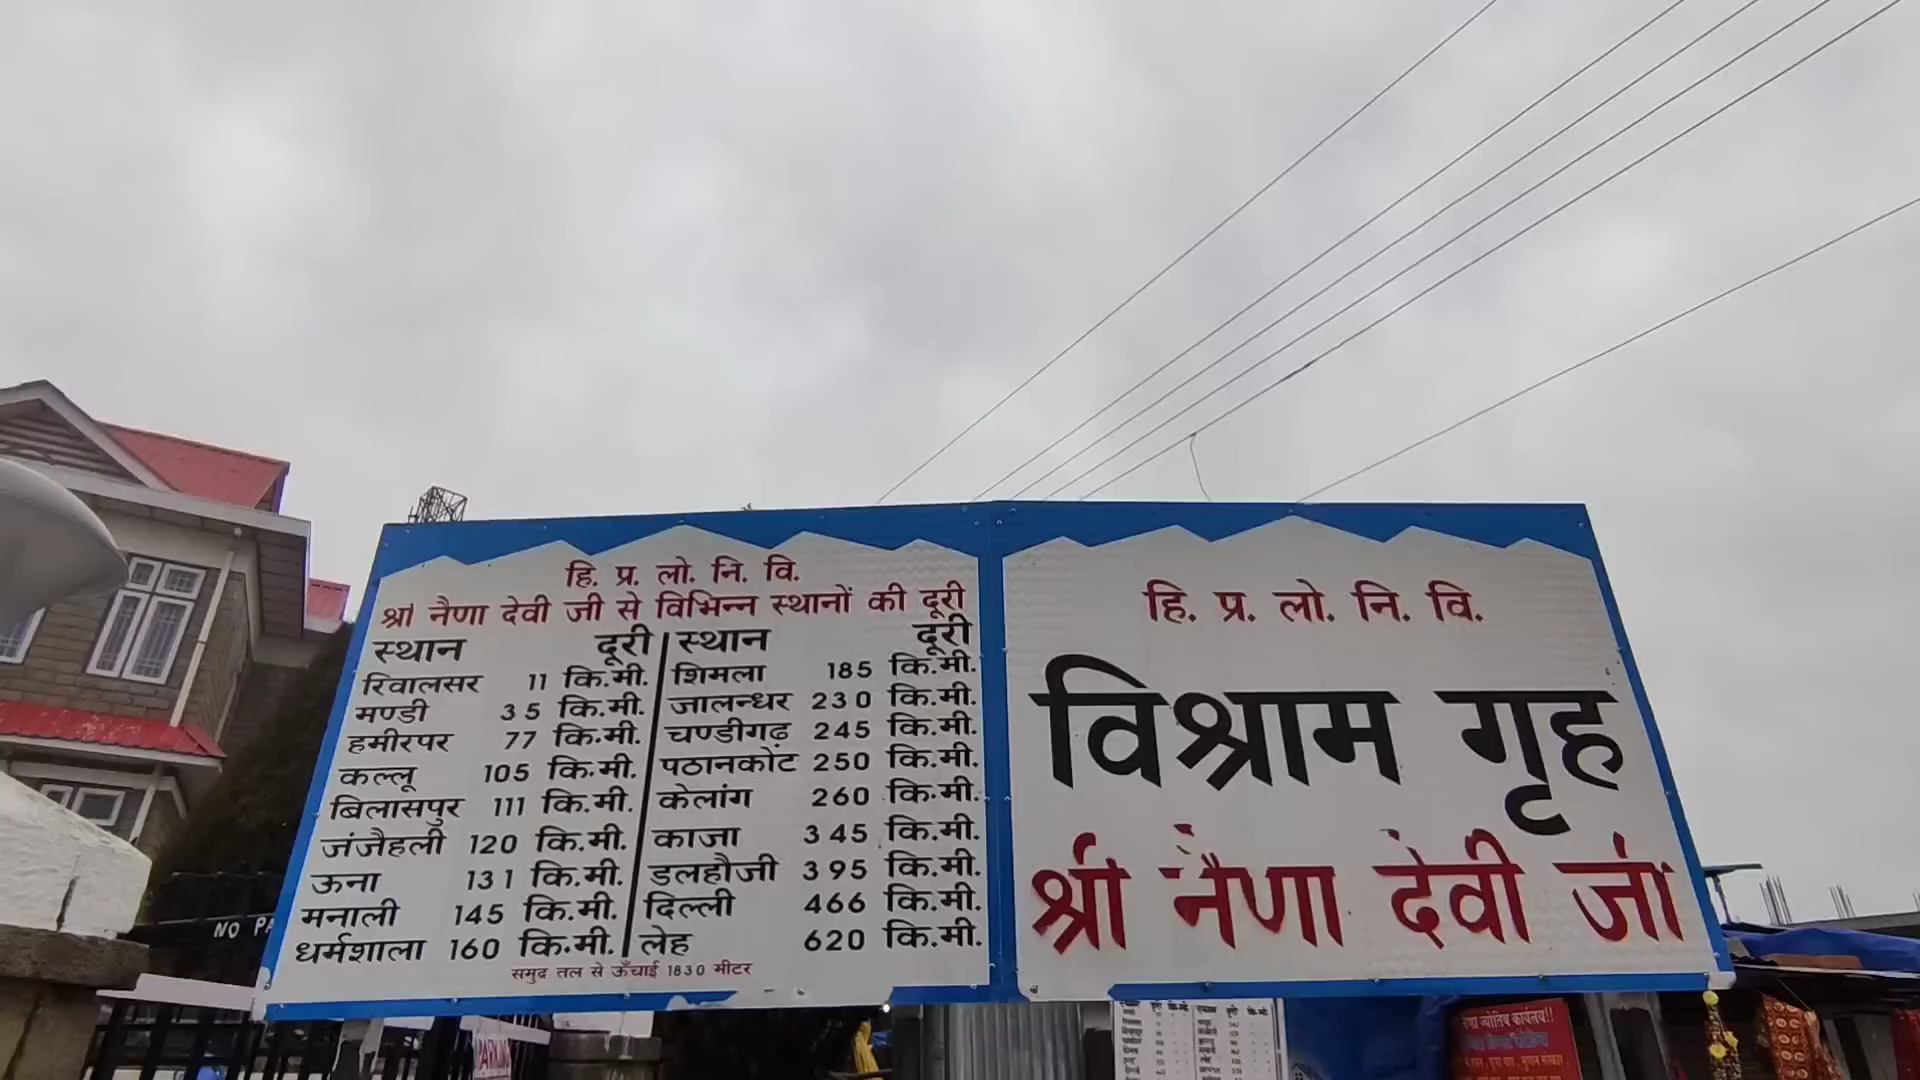 हि. प्र. लो. नि. वि.
श्री नैणा देवी जी से विभिन्न स्थानों की दूरी
स्थान दूरी स्थान दूरी
रिवालसर 11 कि.मी. शिमला 185 कि.मी.
मण्डी 35 कि.मी. जालन्धर 230 कि.मी.
हमीरपर 77 कि.मी. चण्डीगढ़ 245 कि.मी.
कल्लू 105 कि.मी. पठानकोट 250 कि.मी.
बिलासपुर 111 कि.मी. केलांग 260 कि.मी.
जंजैहली 120 कि.मी. काजा 345 कि.मी.
ऊना 131 कि.मी. डलहौजी 395 कि.मी.
मनाली 145 कि.मी. दिल्ली 466 कि.मी.
धर्मशाला 160 कि.मी. लेह 620 कि.मी.
समुद्र तल से ऊँचाई 1830 मीटर
हि. प्र. लो. नि. वि.
विश्राम गृह
श्री नैणा देवी जी
NO
PARKING
ज्योतिष कार्यलय!!